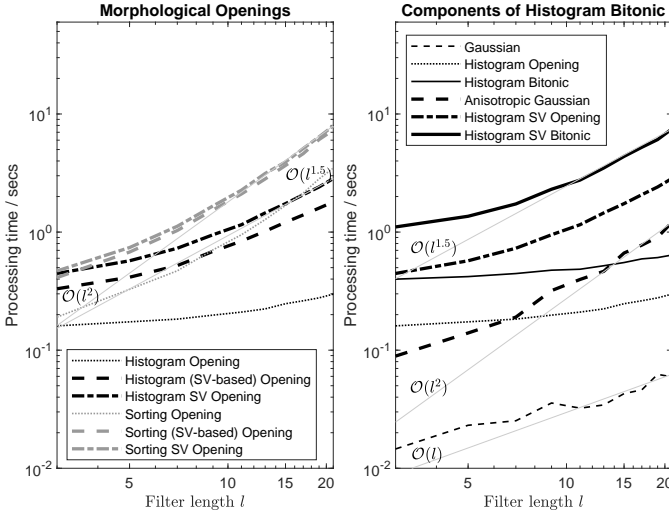 Morphological Openings
Processing time / secs
10^1
10^0
10^-1
10^-2
O(l^1.5)
O(l^2)
Histogram Opening
Histogram (SV-based) Opening
Histogram SV Opening
Sorting Opening
Sorting (SV-based) Opening
Sorting SV Opening
5 10 15 20
Filter length l
Components of Histogram Bitonic
Processing time / secs
10^1
10^0
10^-1
10^-2
Gaussian
Histogram Opening
Histogram Bitonic
Anisotropic Gaussian
Histogram SV Opening
Histogram SV Bitonic
O(l^1.5)
O(l^2)
O(l)
5 10 15 20
Filter length l